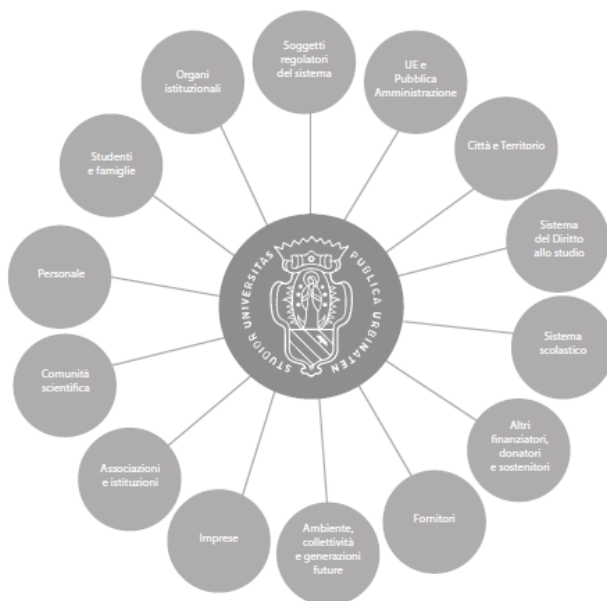 Soggetti
regolatori
del sistema
UE e
Pubblica
Amministrazione
Città e Territorio
Sistema
del Diritto
allo studio
Sistema
scolastico
Altri
finanziatori,
donatori
e sostenitori
Fornitori
Ambiente,
collettività
e generazioni
future
Imprese
Associazioni
e istituzioni
Comunità
scientifica
Personale
Studenti
e famiglie
Organi
istituzionali
STUDIOR UNIVERSITAS
PUBLICA URBINATEN